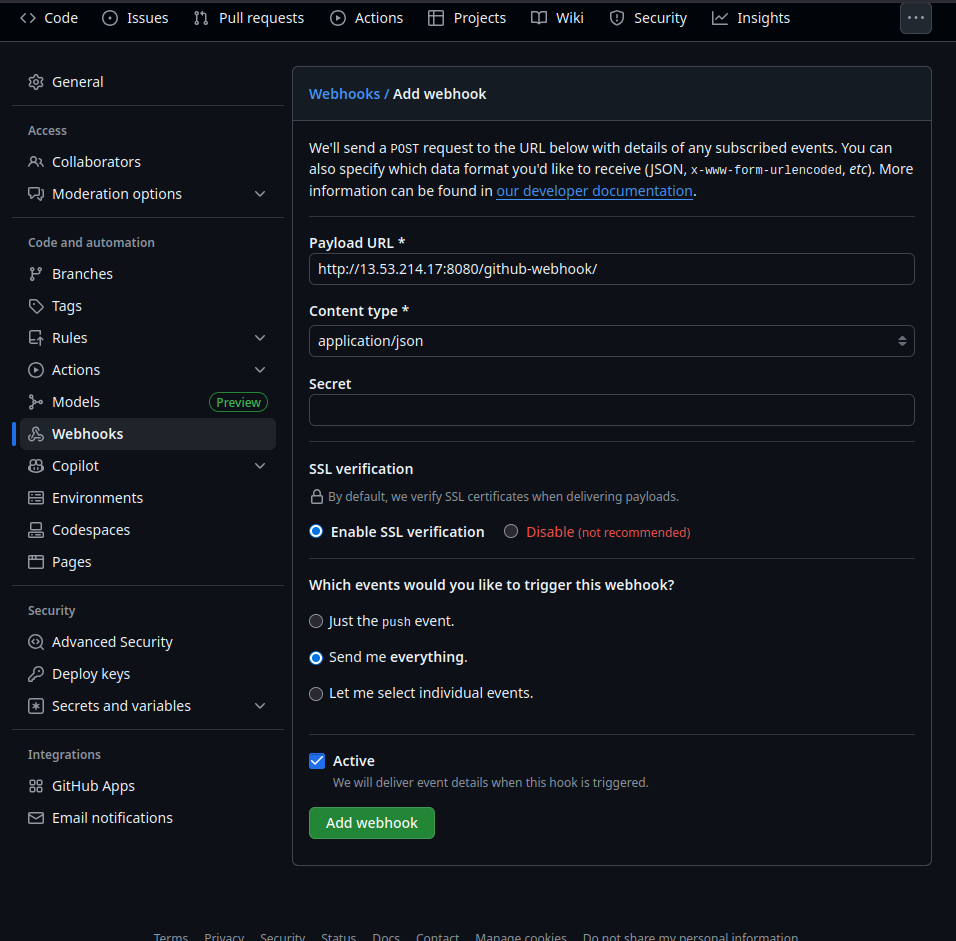 Code Issues Pull requests Actions Projects Wiki Security Insights
General
Access
Collaborators
Moderation options
Code and automation
Branches
Tags
Rules
Actions
Models Preview
Webhooks
Copilot
Environments
Codespaces
Pages
Security
Advanced Security
Deploy keys
Secrets and variables
Integrations
GitHub Apps
Email notifications
Webhooks / Add webhook
We'll send a POST request to the URL below with details of any subscribed events. You can
also specify which data format you'd like to receive (JSON, x-www-form-urlencoded, etc). More
information can be found in our developer documentation.
Payload URL *
http://13.53.214.17:8080/github-webhook/
Content type *
application/json
Secret
SSL verification
By default, we verify SSL certificates when delivering payloads.
Enable SSL verification Disable (not recommended)
Which events would you like to trigger this webhook?
Just the push event.
Send me everything.
Let me select individual events.
Active
We will deliver event details when this hook is triggered.
Add webhook
Terms Privacy Security Status Docs Contact Manage cookies Do not share my personal information